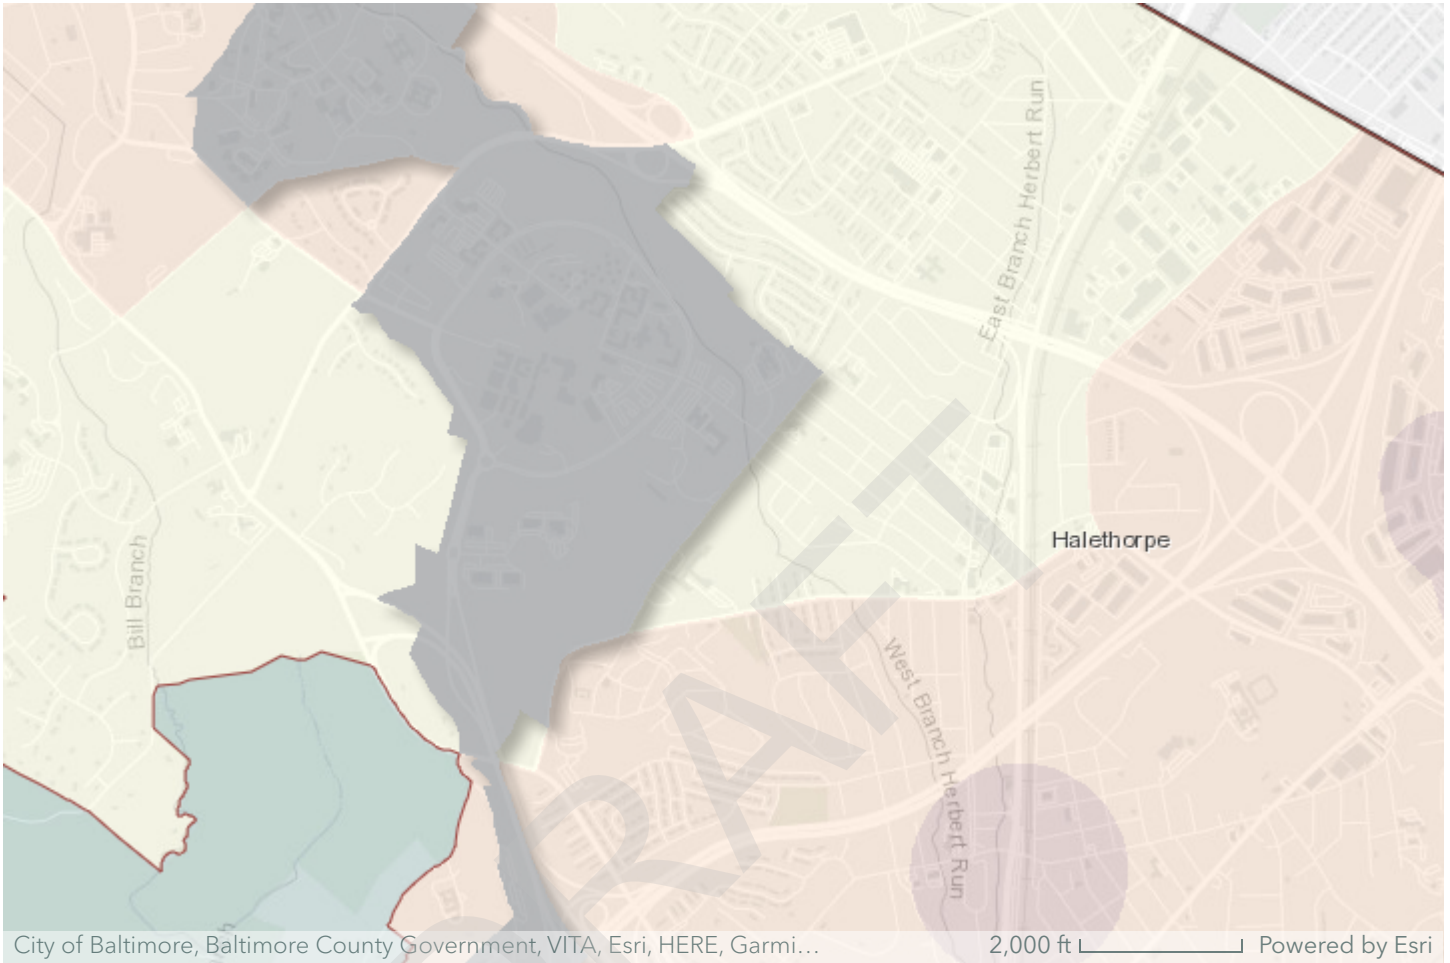 East Branch Herbert Run
Halethorpe
Bill Branch
West Branch Herbert Run
DRAFT
City of Baltimore, Baltimore County Government, VITA, Esri, HERE, Garmi...
2,000 ft
Powered by Esri